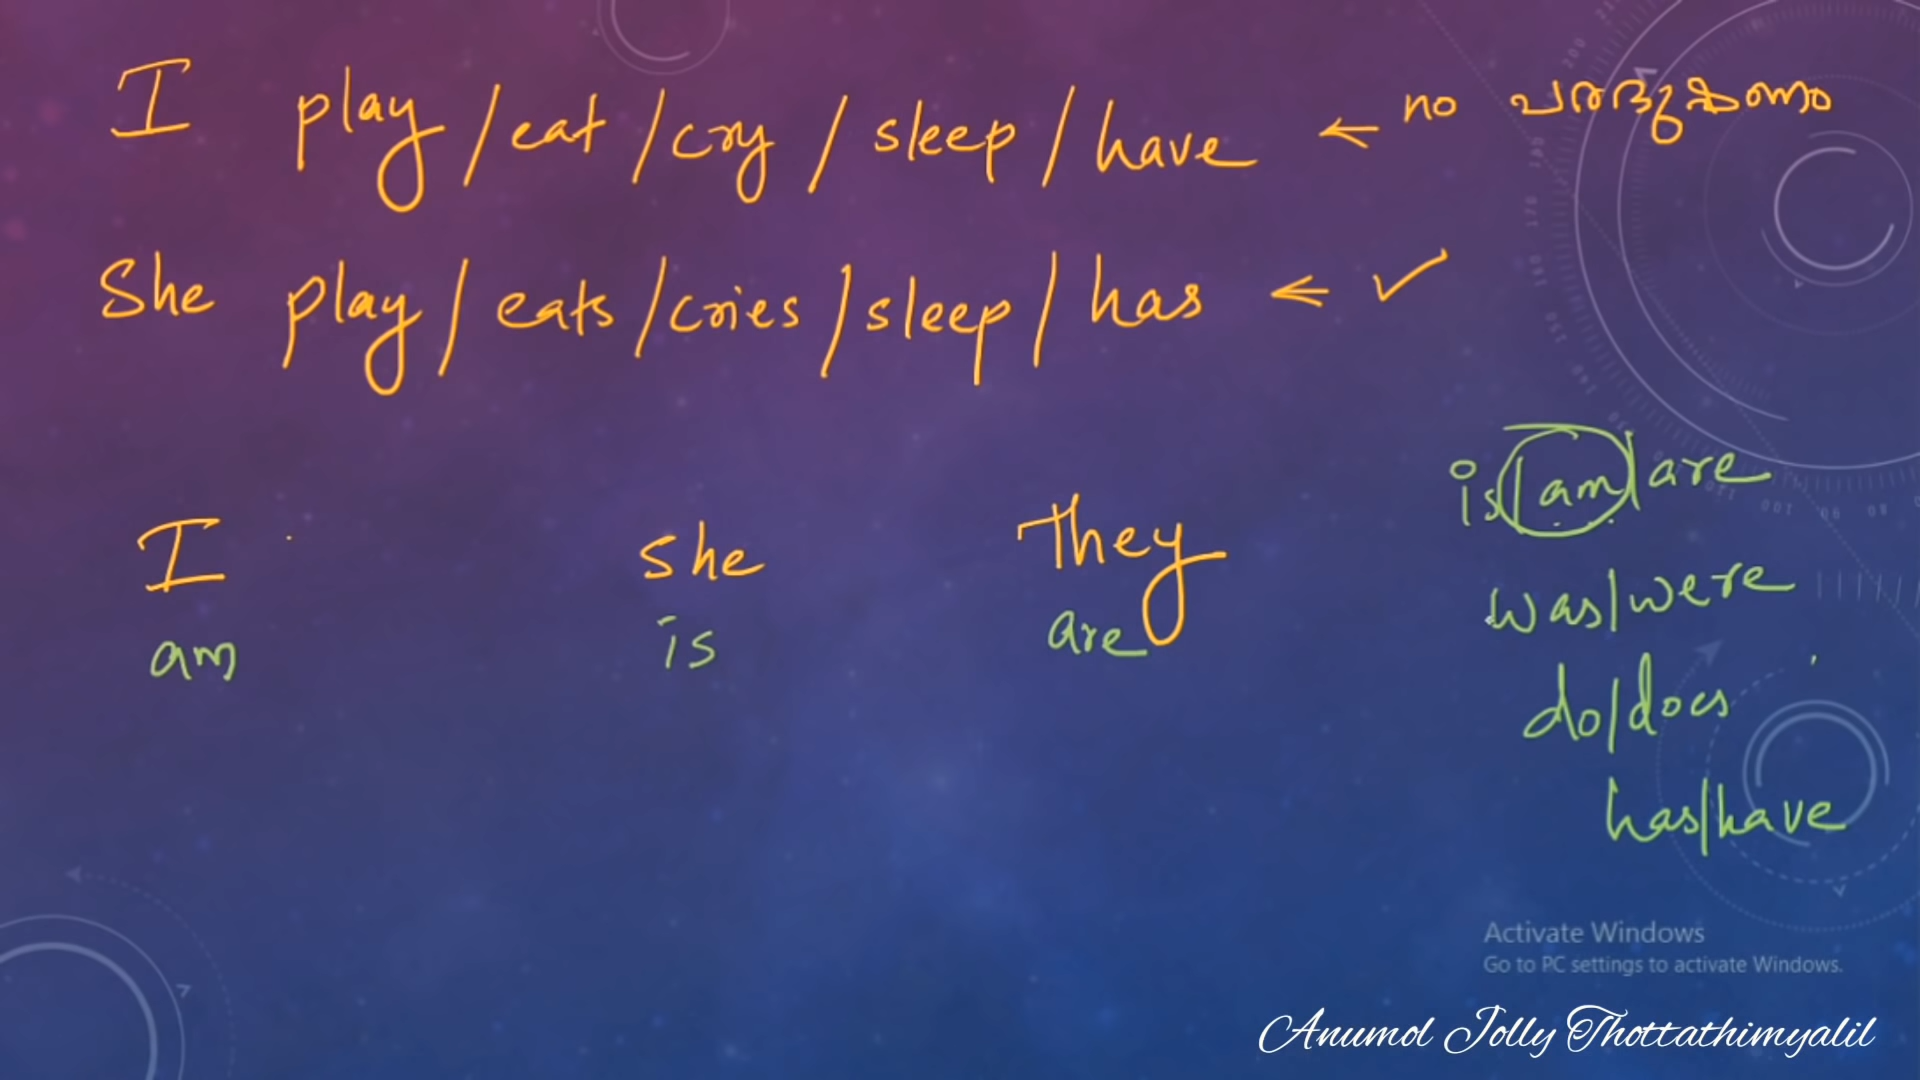 I play / eat / cry / sleep / have ← no
She play / eats / cries / sleep / has ← ✓
I she They
am is are
is / am / are
was / were
do / does
has / have
Activate Windows
Go to PC settings to activate Windows.
Anumol Jolly Thottathimyalil